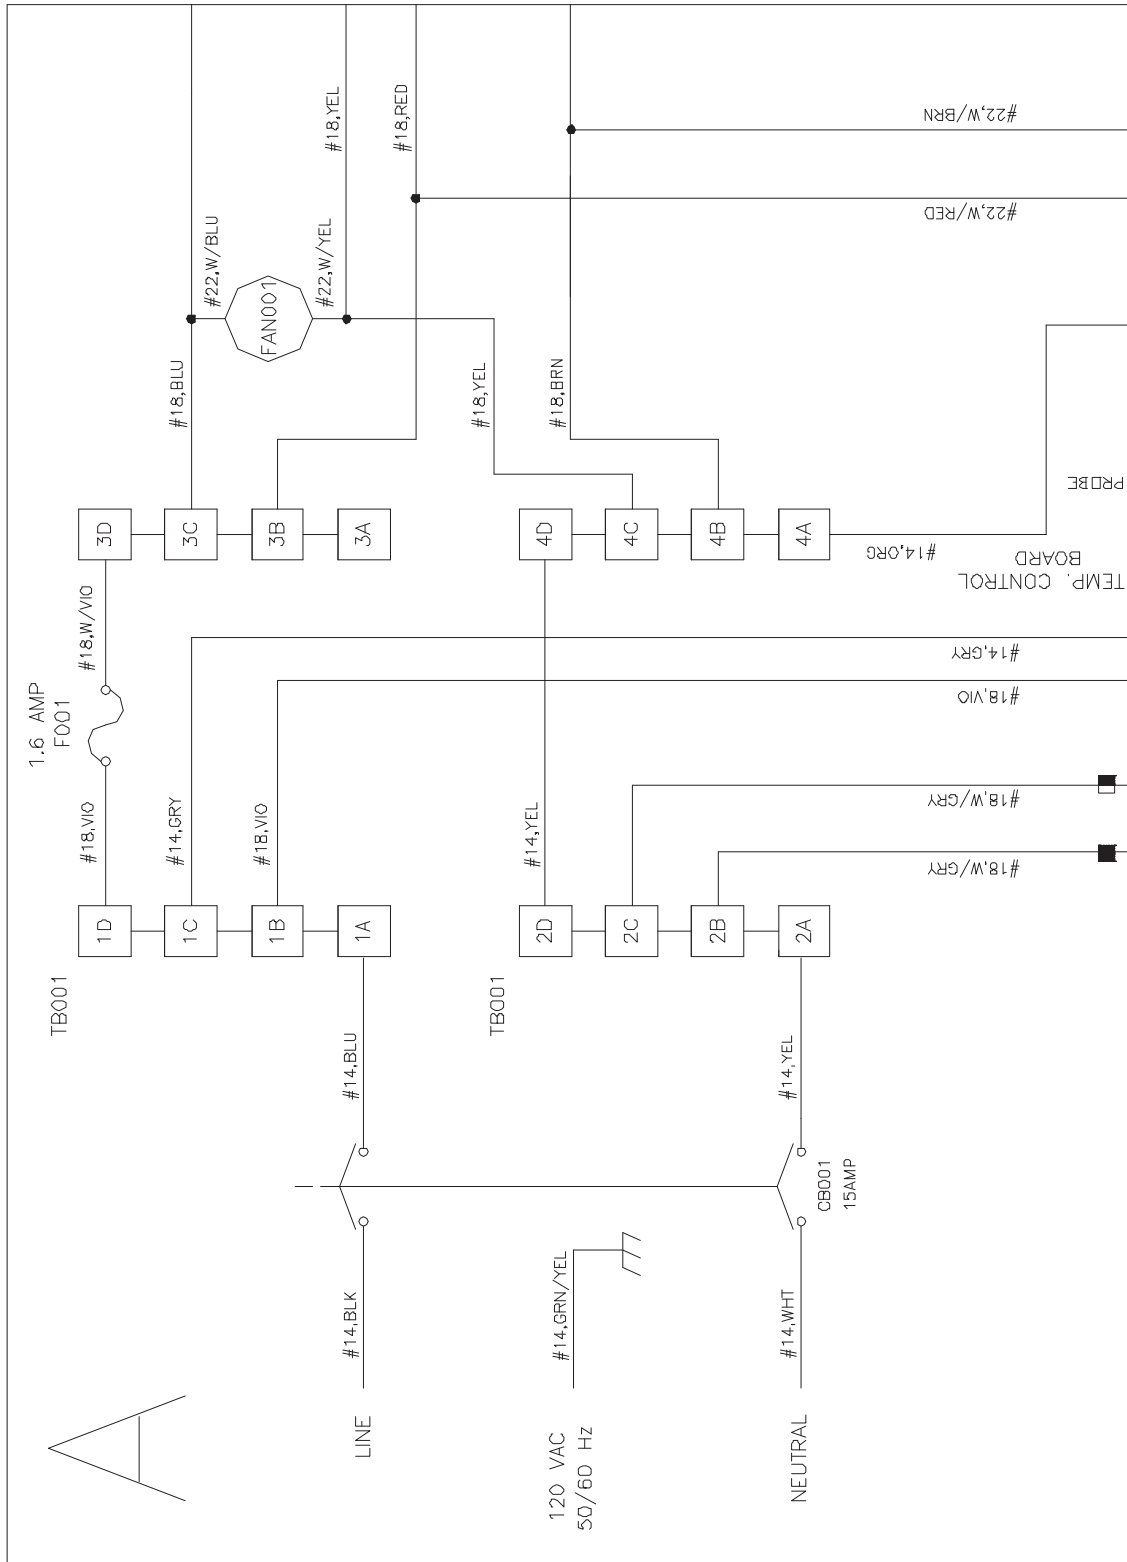 A
LINE
#14,BLK
#14,BLU
120 VAC
50/60 Hz
#14,GRN/YEL
NEUTRAL
#14,WHT
CB001
15AMP
#14,YEL
TB001
1D
1C
1B
1A
TB001
2D
2C
2B
2A
#18,VIO
#14,GRY
#18,VIO
#14,YEL
1.6 AMP
F001
#18,W/VIO
3D
3C
3B
3A
4D
4C
4B
4A
#18,BLU
#18,YEL
#18,BRN
FAN001
#22,W/BLU
#22,W/YEL
#18,YEL
#18,RED
#22,W/BRN
#22,W/RED
PROBE
#14,ORG
TEMP. CONTROL
BOARD
#14,GRY
#18,VIO
#18,W/GRY
#18,W/GRY